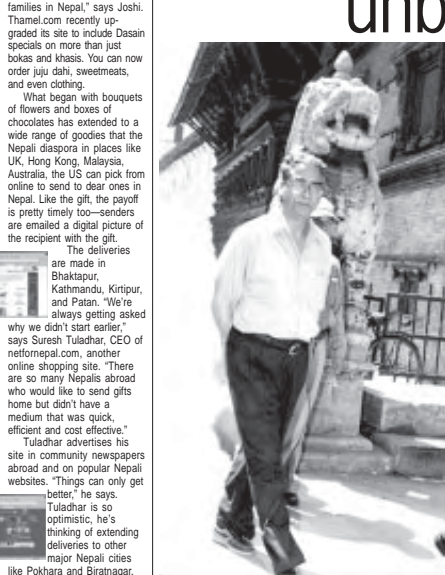 families in Nepal," says Joshi.
Thamel.com recently up-
graded its site to include Dasain
specials on more than just
bokas and khasis. You can now
order juju dahi, sweetmeats,
and even clothing.
What began with bouquets
of flowers and boxes of
chocolates has extended to a
wide range of goodies that the
Nepali diaspora in places like
UK, Hong Kong, Malaysia,
Australia, the US can pick from
online to send to dear ones in
Nepal. Like the gift, the payoff
is pretty timely too—senders
are emailed a digital picture of
the recipient with the gift.
The deliveries
are made in
Bhaktapur,
Kathmandu, Kirtipur,
and Patan. "We're
always getting asked
why we didn't start earlier,"
says Suresh Tuladhar, CEO of
netfornepal.com, another
online shopping site. "There
are so many Nepalis abroad
who would like to send gifts
home but didn't have a
medium that was quick,
efficient and cost effective."
Tuladhar advertises his
site in community newspapers
abroad and on popular Nepali
websites. "Things can only get
better," he says.
Tuladhar is so
optimistic, he's
thinking of extending
deliveries to other
major Nepali cities
like Pokhara and Biratnagar.
unb